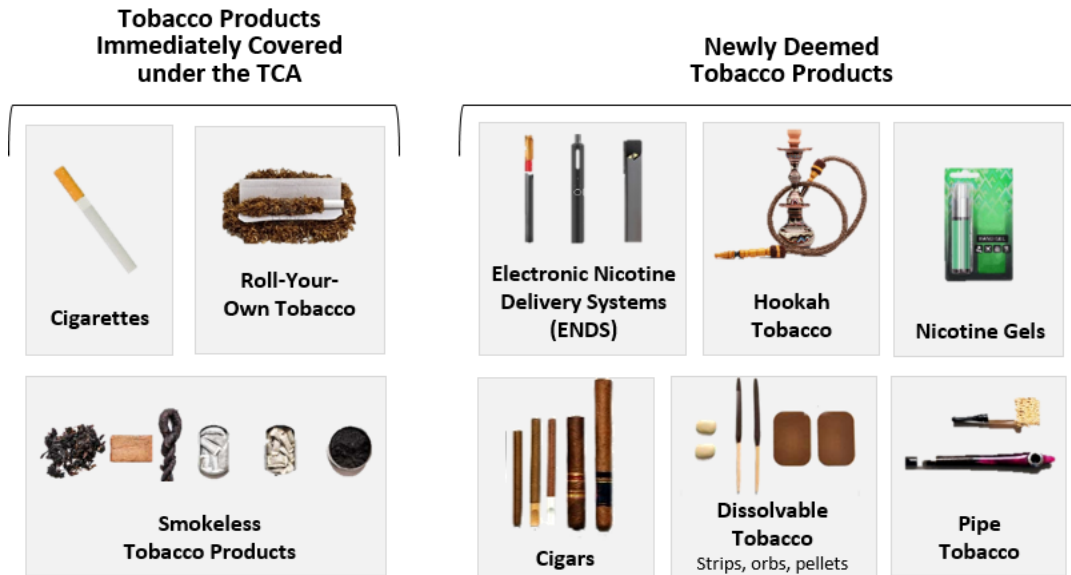 Tobacco Products
Immediately Covered
under the TCA
Newly Deemed
Tobacco Products
Cigarettes
Roll-Your-
Own Tobacco
Electronic Nicotine
Delivery Systems
(ENDS)
Hookah
Tobacco
Nicotine Gels
Smokeless
Tobacco Products
Cigars
Dissolvable
Tobacco
Strips, orbs, pellets
Pipe
Tobacco